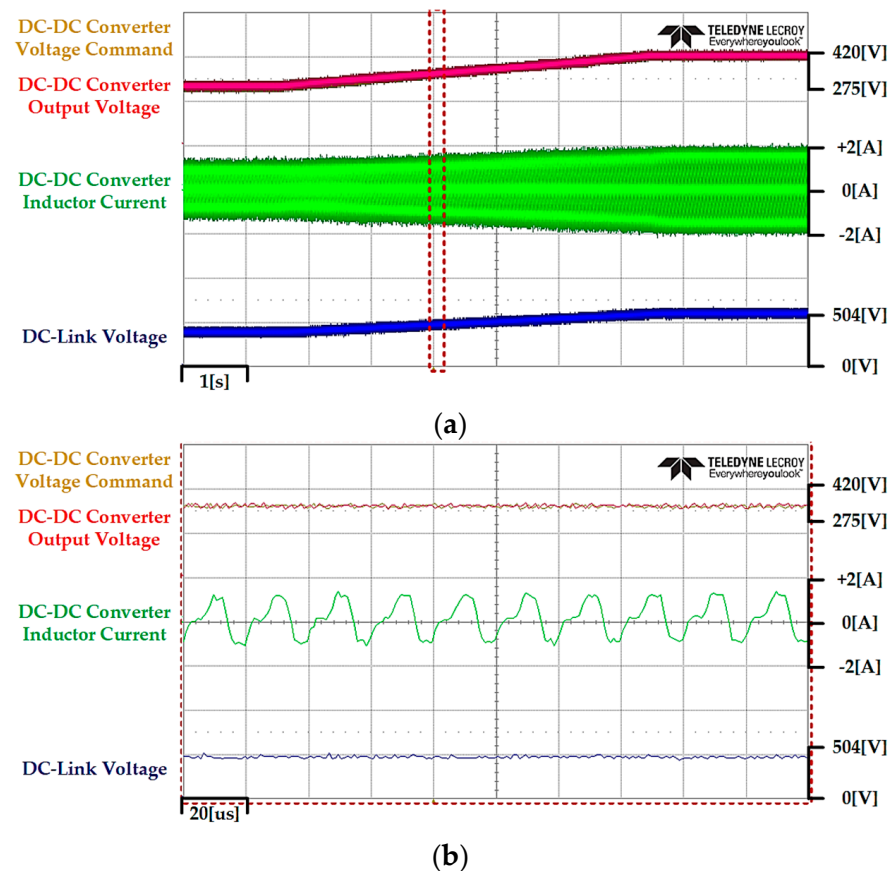 DC-DC Converter
Voltage Command
DC-DC Converter
Output Voltage
DC-DC Converter
Inductor Current
DC-Link Voltage
TELEDYNE LECROY
Everywhereyoulook™
420[V]
275[V]
+2[A]
0[A]
-2[A]
504[V]
0[V]
1[s]
(a)
DC-DC Converter
Voltage Command
DC-DC Converter
Output Voltage
DC-DC Converter
Inductor Current
DC-Link Voltage
TELEDYNE LECROY
Everywhereyoulook™
420[V]
275[V]
+2[A]
0[A]
-2[A]
504[V]
0[V]
20[us]
(b)